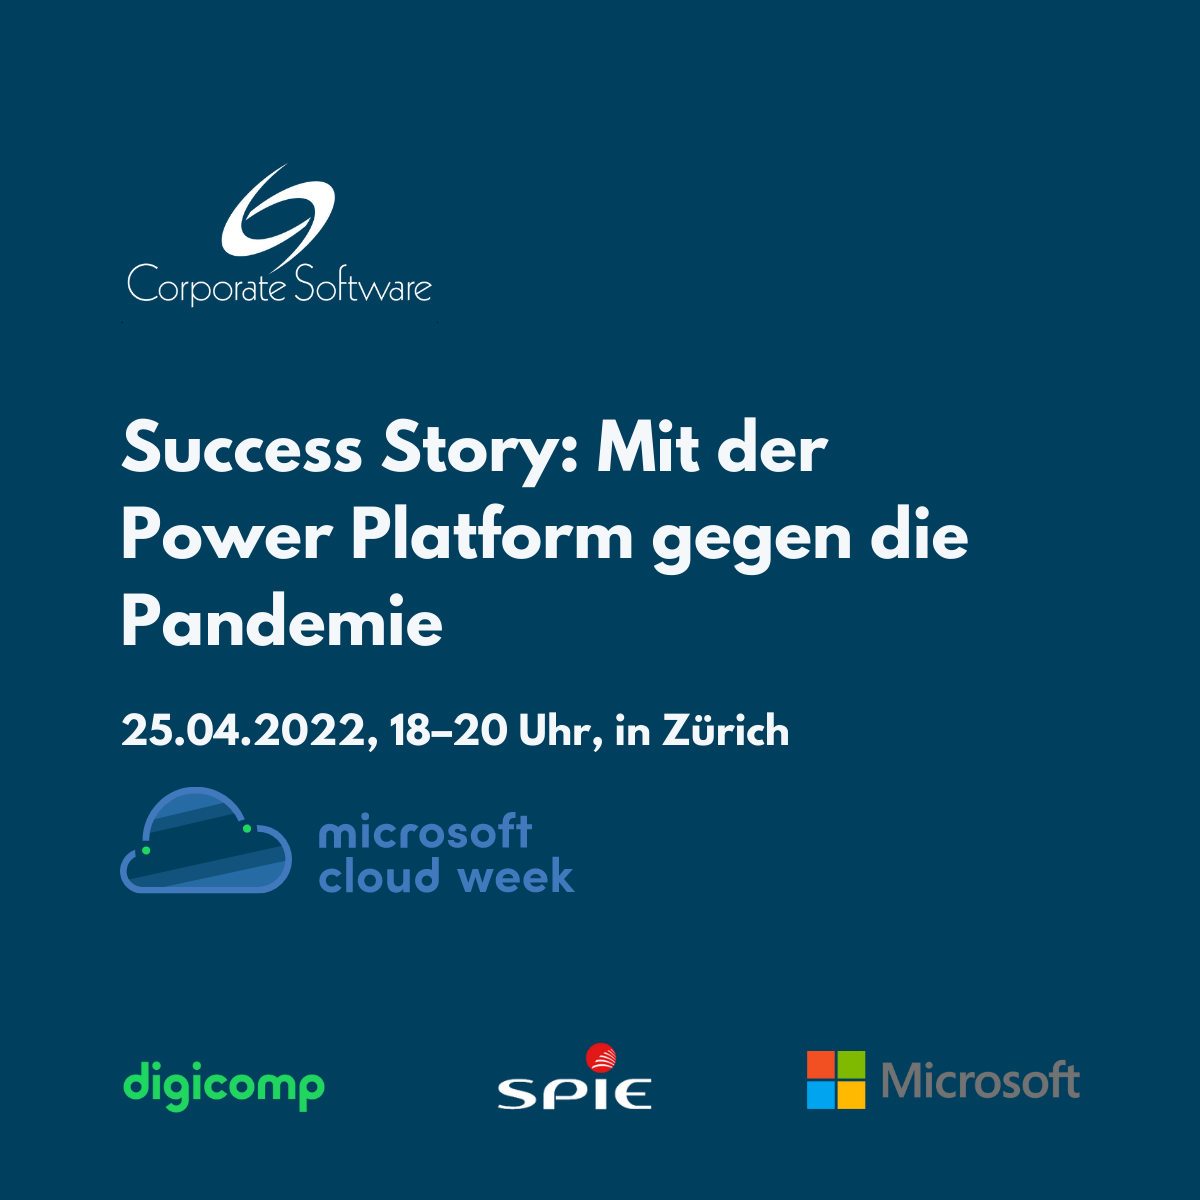 Corporate Software
Success Story: Mit der
Power Platform gegen die
Pandemie
25.04.2022, 18–20 Uhr, in Zürich
microsoft
cloud week
digicomp
SPIE
Microsoft